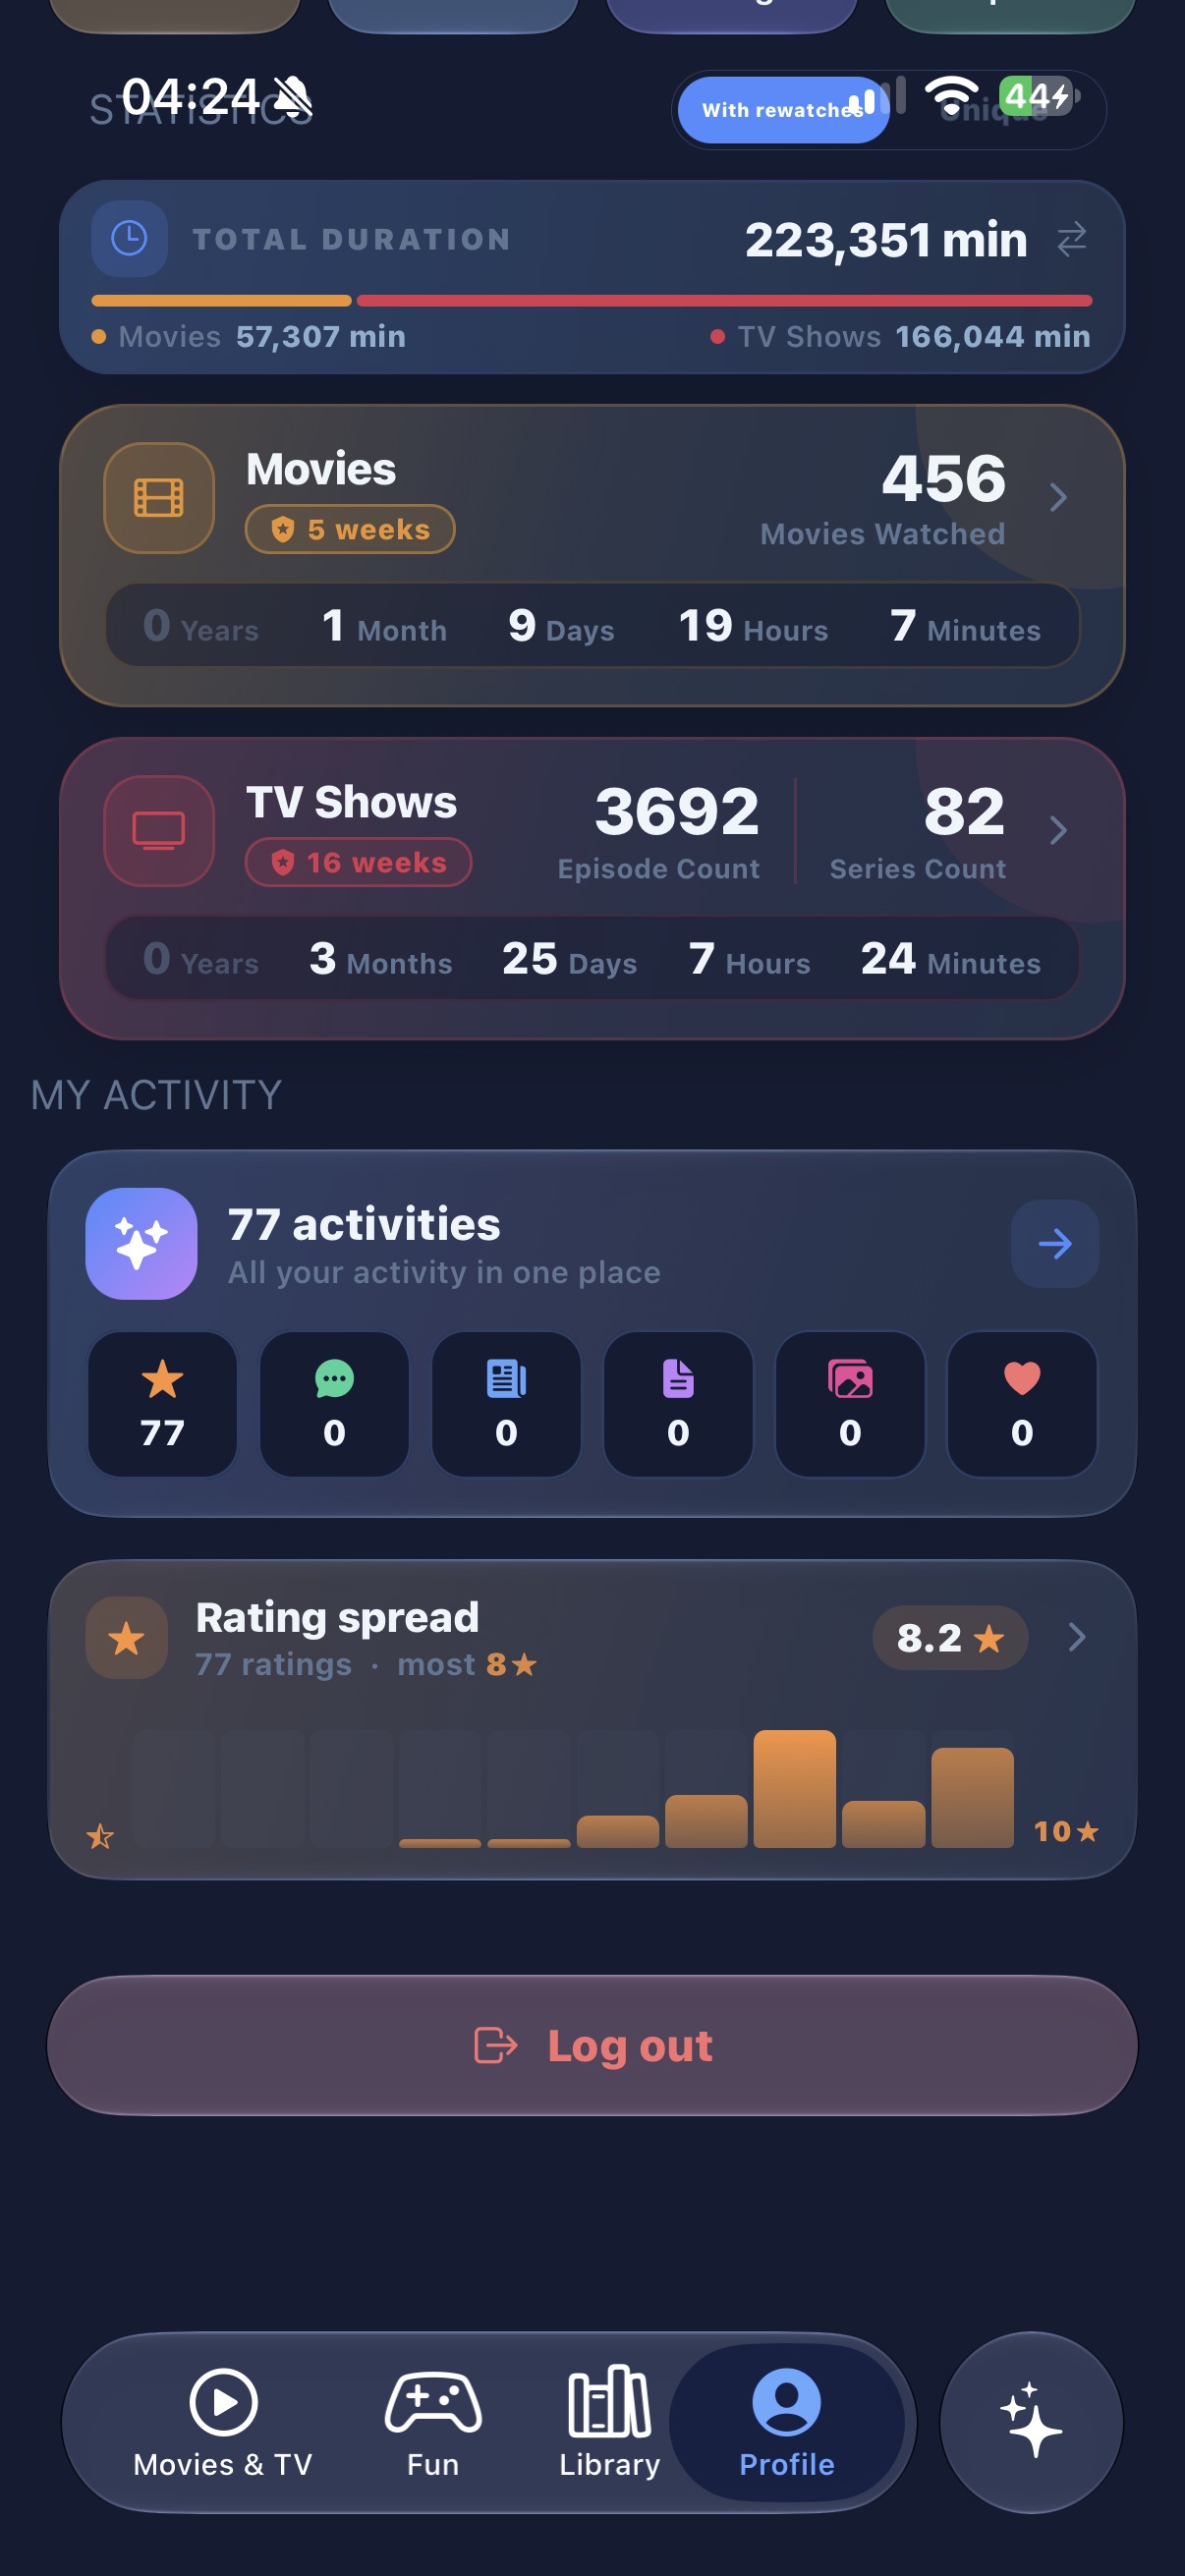 04:24
STATISTICS
With rewatches
Unique
44
TOTAL DURATION
223,351 min
Movies 57,307 min
TV Shows 166,044 min
Movies
5 weeks
456
Movies Watched
0 Years 1 Month 9 Days 19 Hours 7 Minutes
TV Shows
16 weeks
3692
Episode Count
82
Series Count
0 Years 3 Months 25 Days 7 Hours 24 Minutes
MY ACTIVITY
77 activities
All your activity in one place
77 0 0 0 0 0
Rating spread
77 ratings · most 8★
8.2 ★
10★
Log out
Movies & TV
Fun
Library
Profile